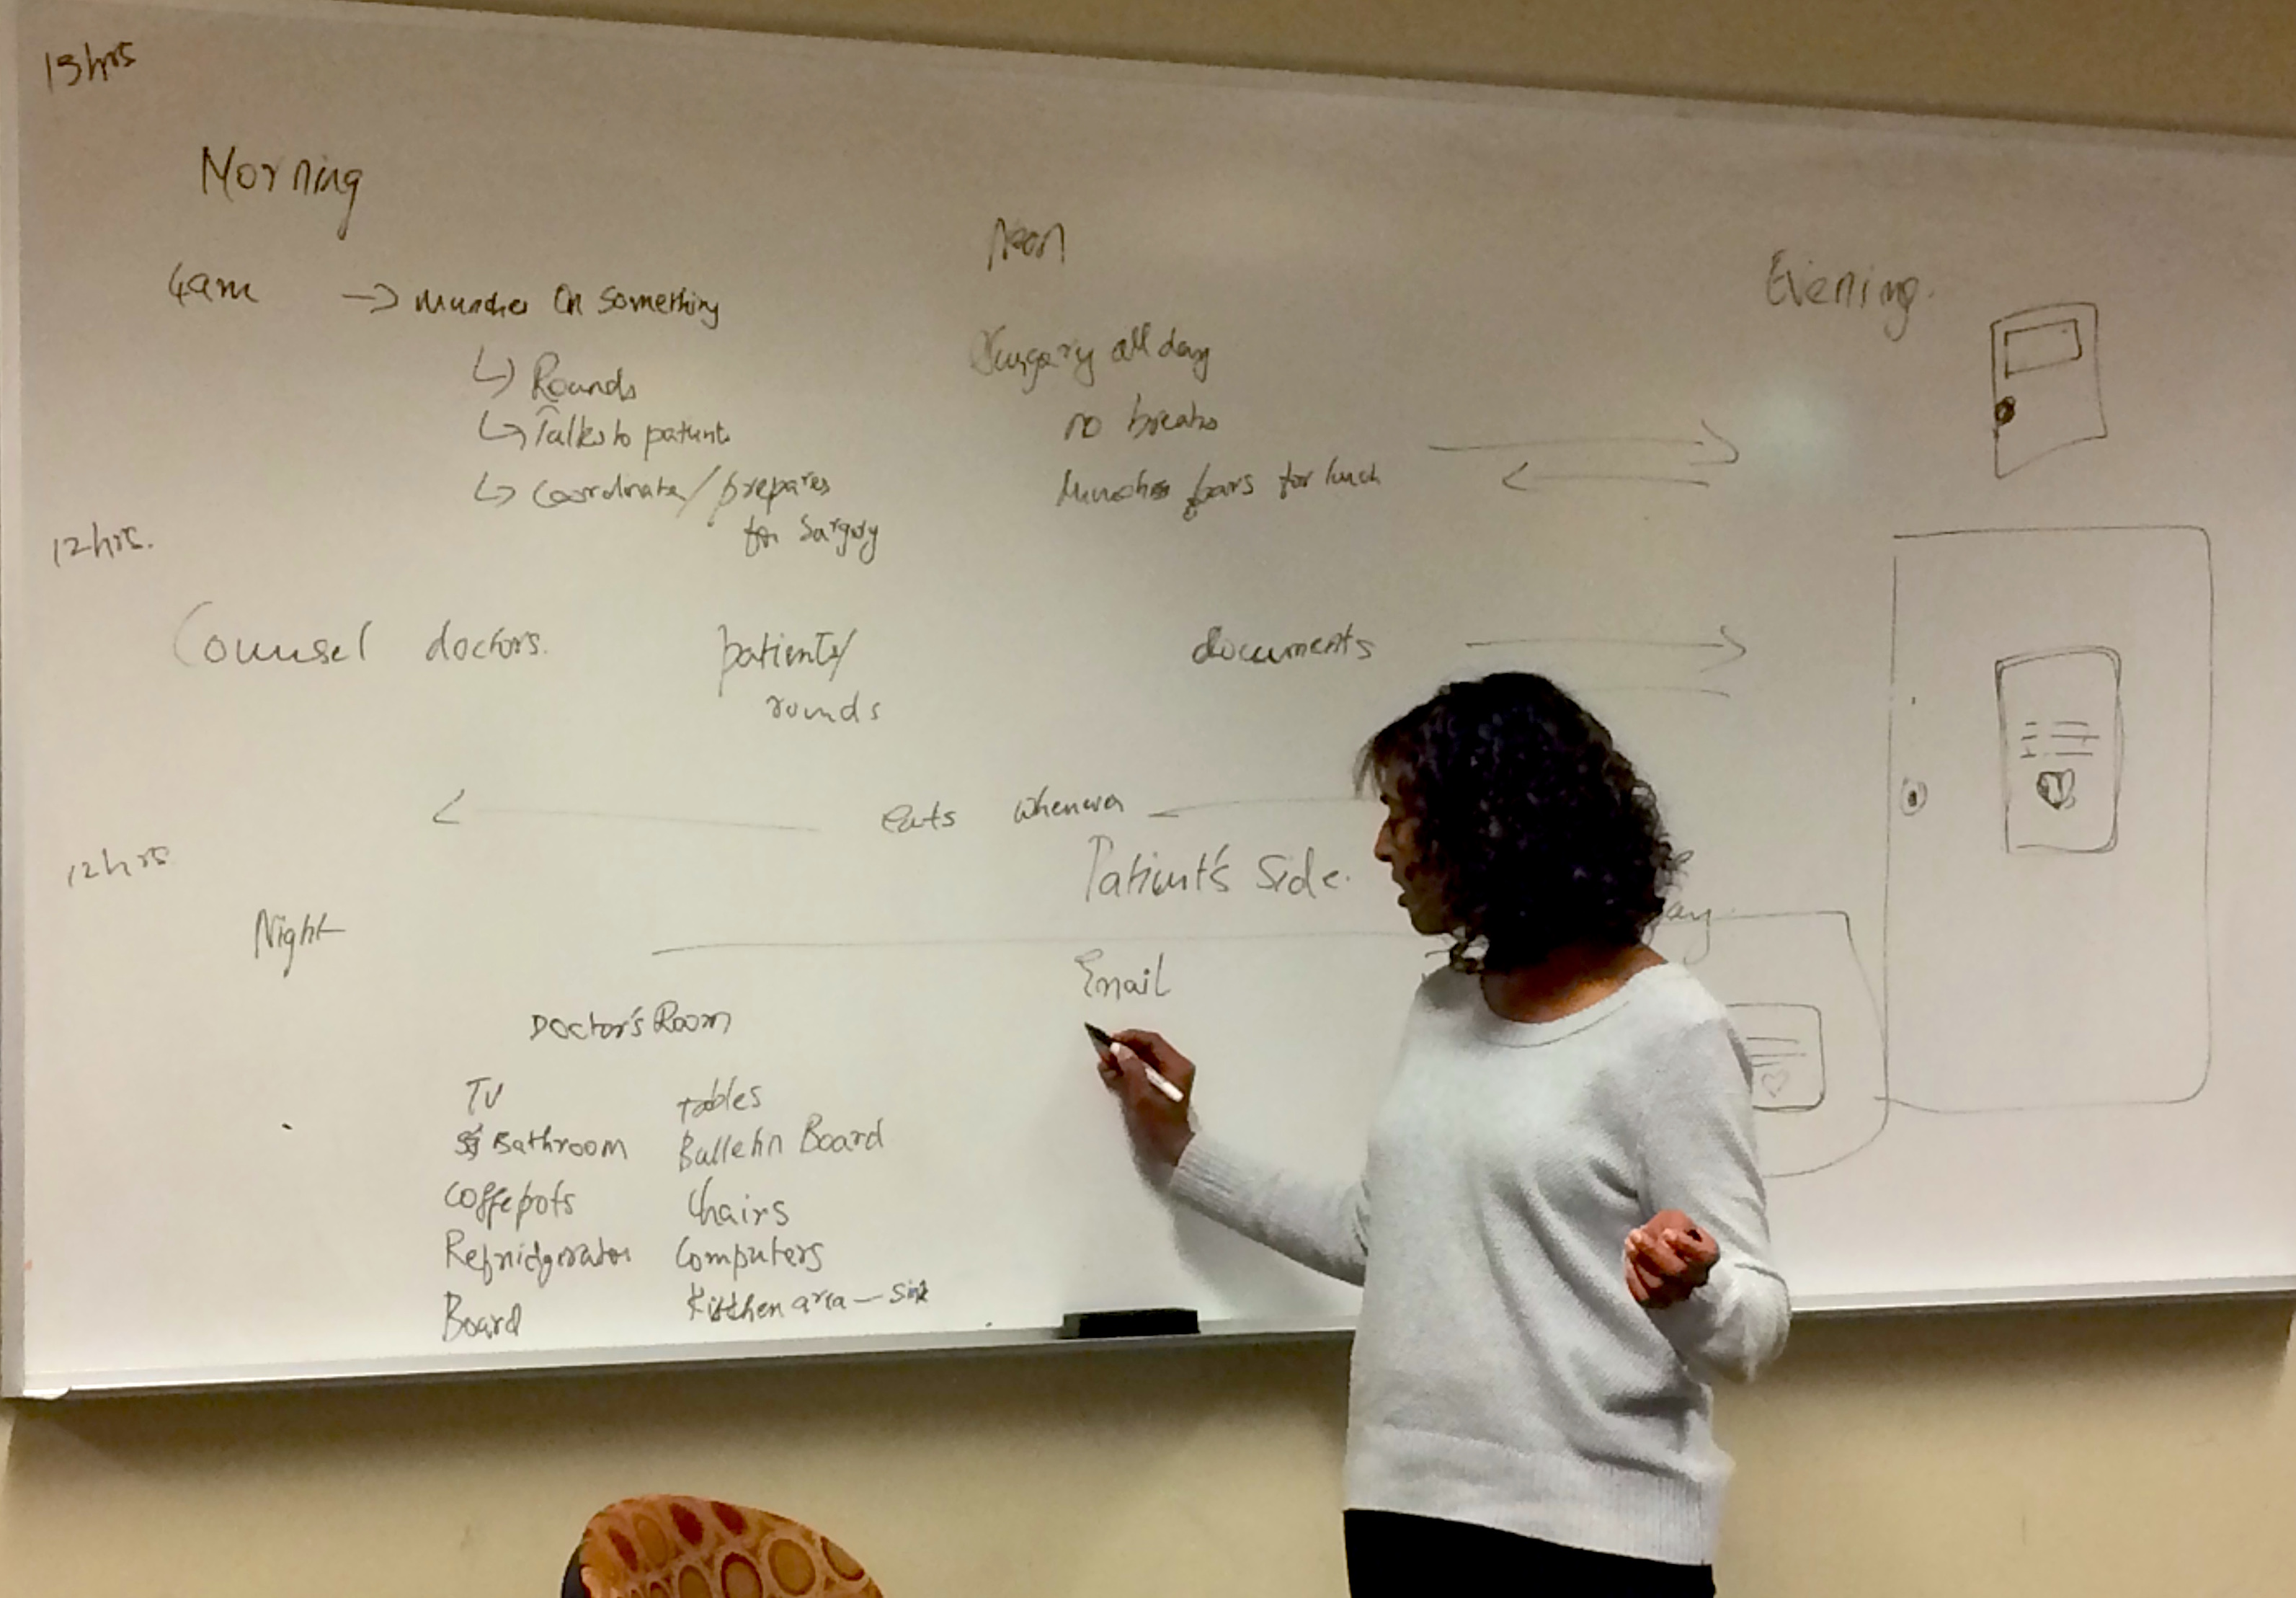 15hrs
Morning
Noon
Evening.
4am → munches on something
↳ Rounds
↳ Talks to patients
↳ Coordinates/prepares
for surgery
Surgery all day
no breaks
Munches bars for lunch
12hrs.
Counsel doctors. patients/
rounds
documents
eats whenever
12hrs
Night
Patient's Side.
Email
Doctor's Room
TV tables
Bathroom Bulletin Board
Coffepots Chairs
Refridgerator Computers
Board Kitchen area — sink